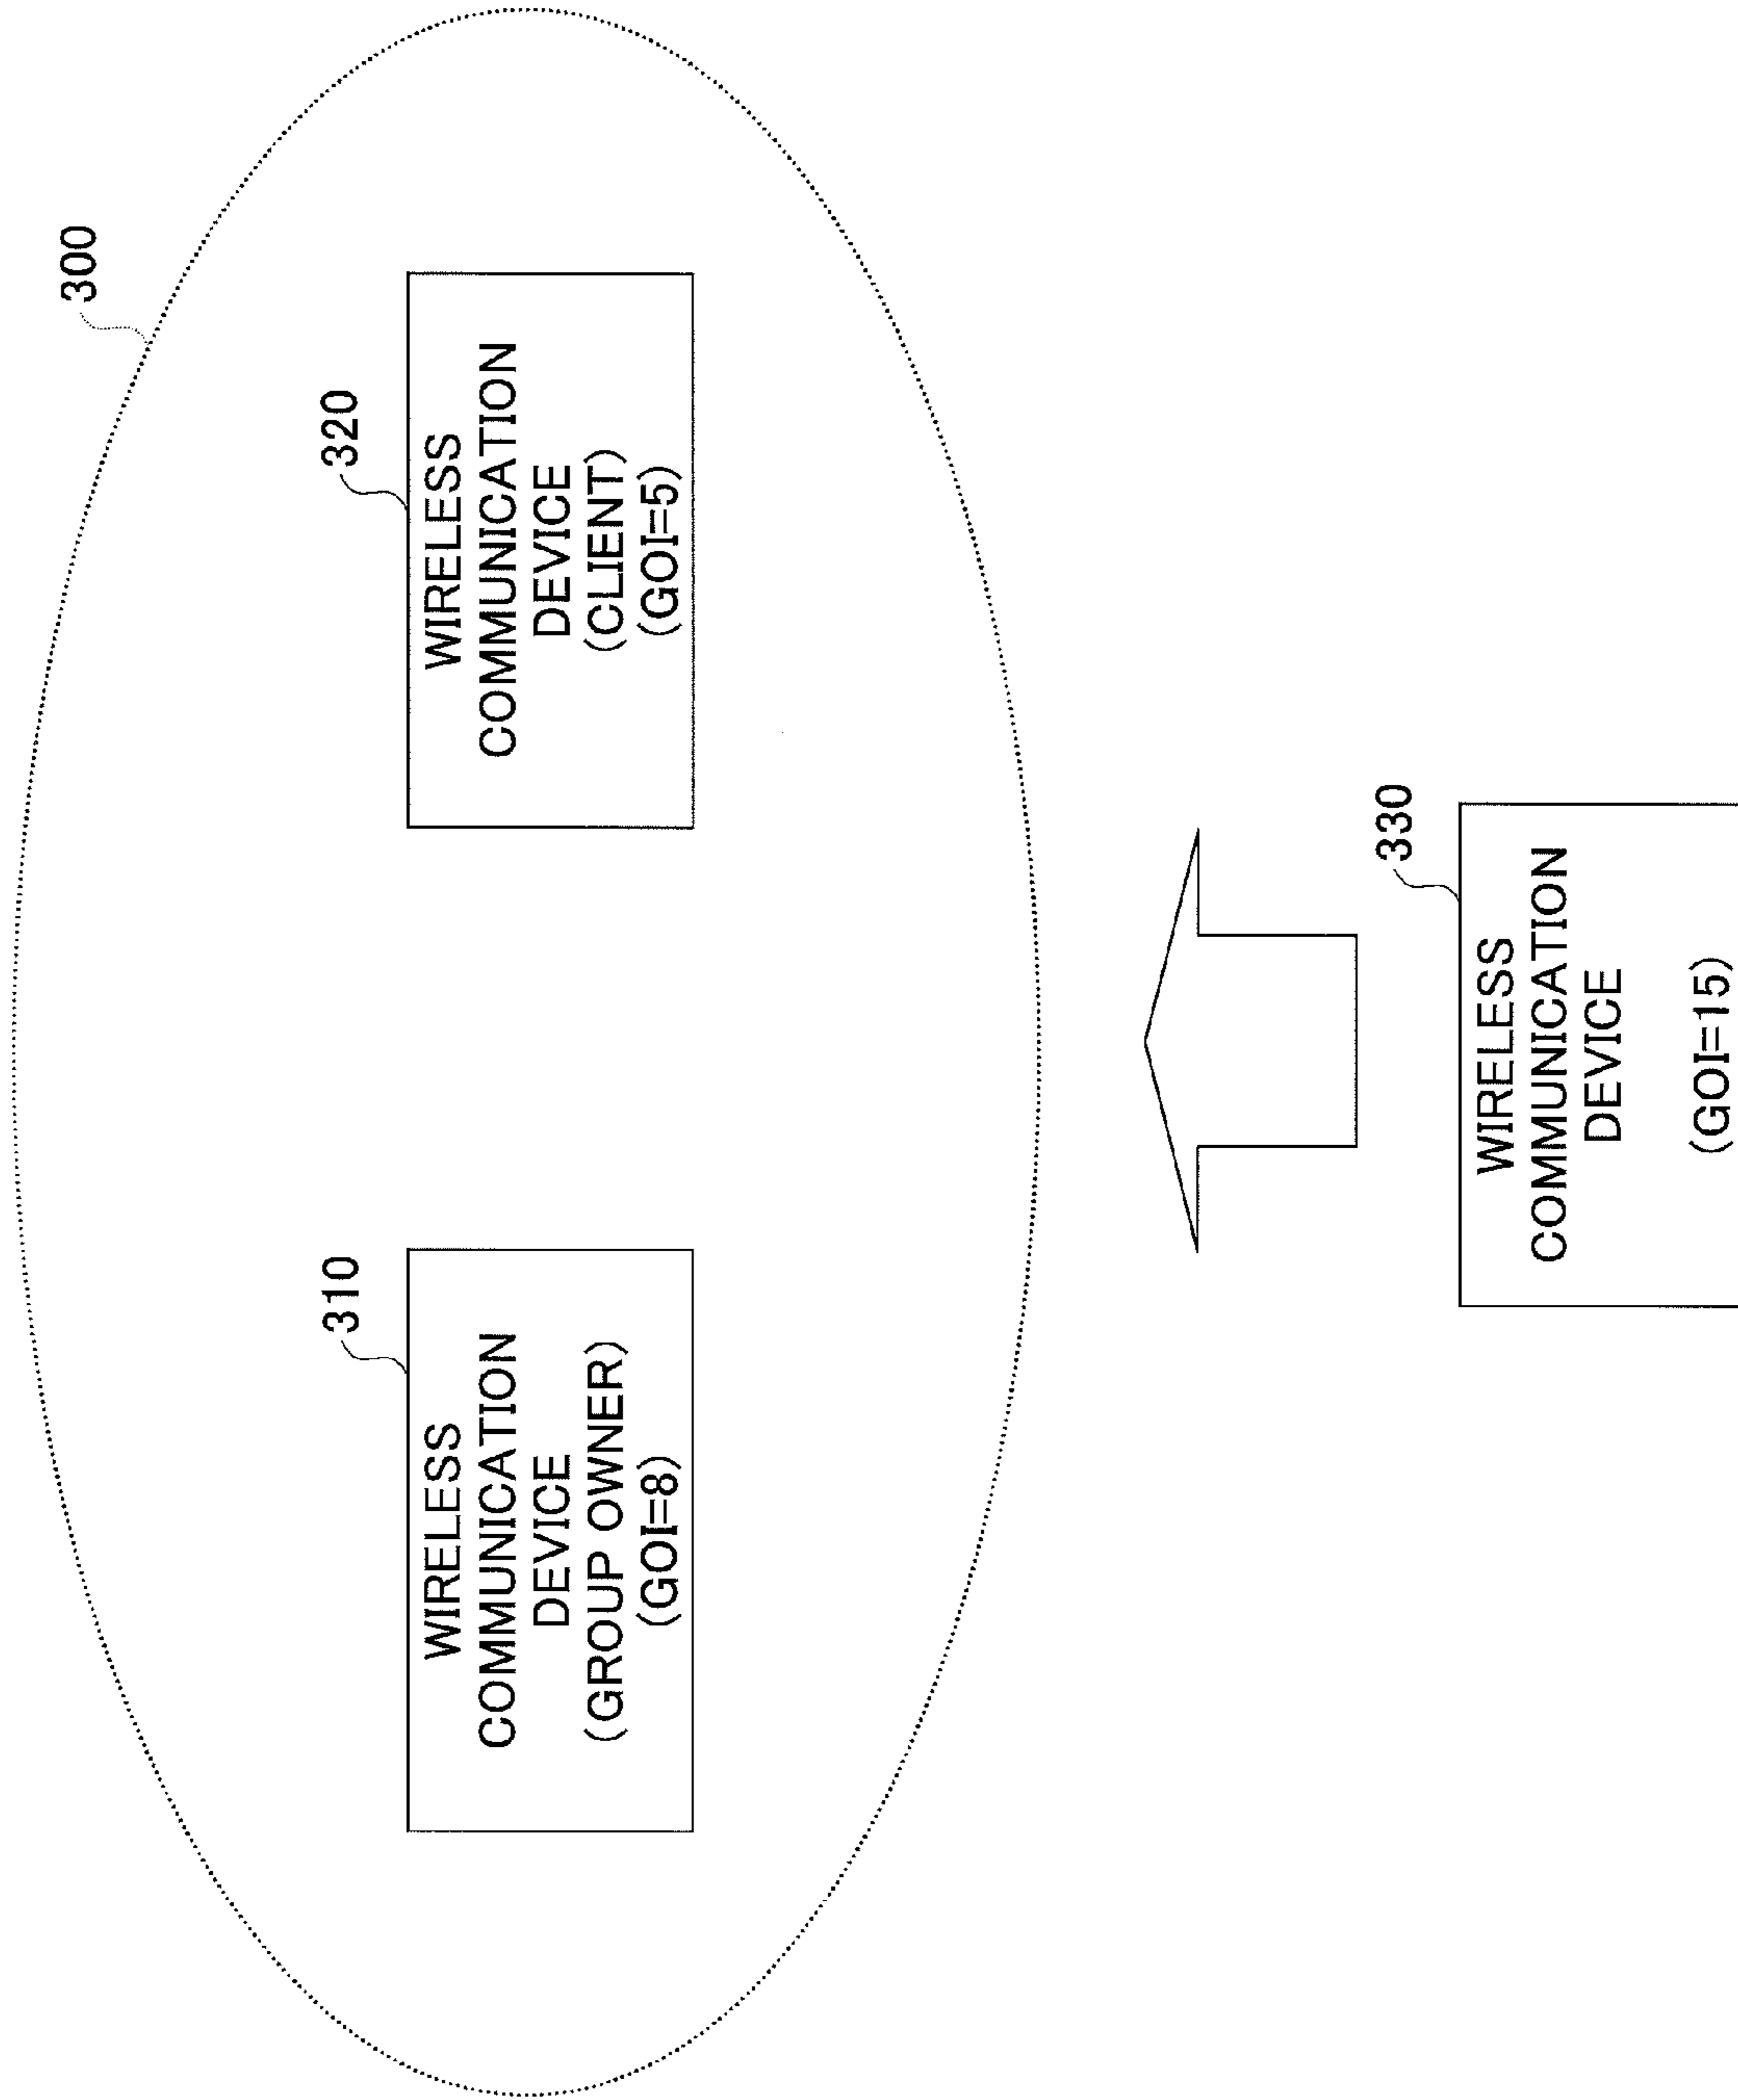 300
310
WIRELESS
COMMUNICATION
DEVICE
(GROUP OWNER)
(GOI=8)
320
WIRELESS
COMMUNICATION
DEVICE
(CLIENT)
(GOI=5)
330
WIRELESS
COMMUNICATION
DEVICE
(GOI=15)